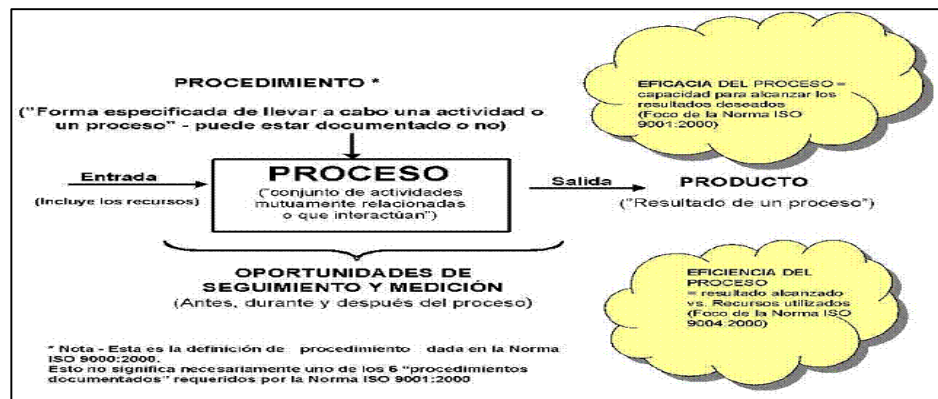 PROCEDIMIENTO *
("Forma especificada de llevar a cabo una actividad o
un proceso" - puede estar documentado o no)
EFICACIA DEL PROCESO =
capacidad para alcanzar los
resultados deseados
(Foco de la Norma ISO
9001:2000)
Entrada
(Incluye los recursos)
PROCESO
("conjunto de actividades
mutuamente relacionadas
o que interactúan")
Salida
PRODUCTO
("Resultado de un proceso")
OPORTUNIDADES DE
SEGUIMIENTO Y MEDICIÓN
(Antes, durante y después del proceso)
EFICIENCIA DEL
PROCESO
= resultado alcanzado
vs. Recursos utilizados
(Foco de la Norma ISO
9004:2000)
* Nota - Esta es la definición de procedimiento dada en la Norma
ISO 9000:2000.
Esto no significa necesariamente uno de los 6 "procedimientos
documentados" requeridos por la Norma ISO 9001:2000